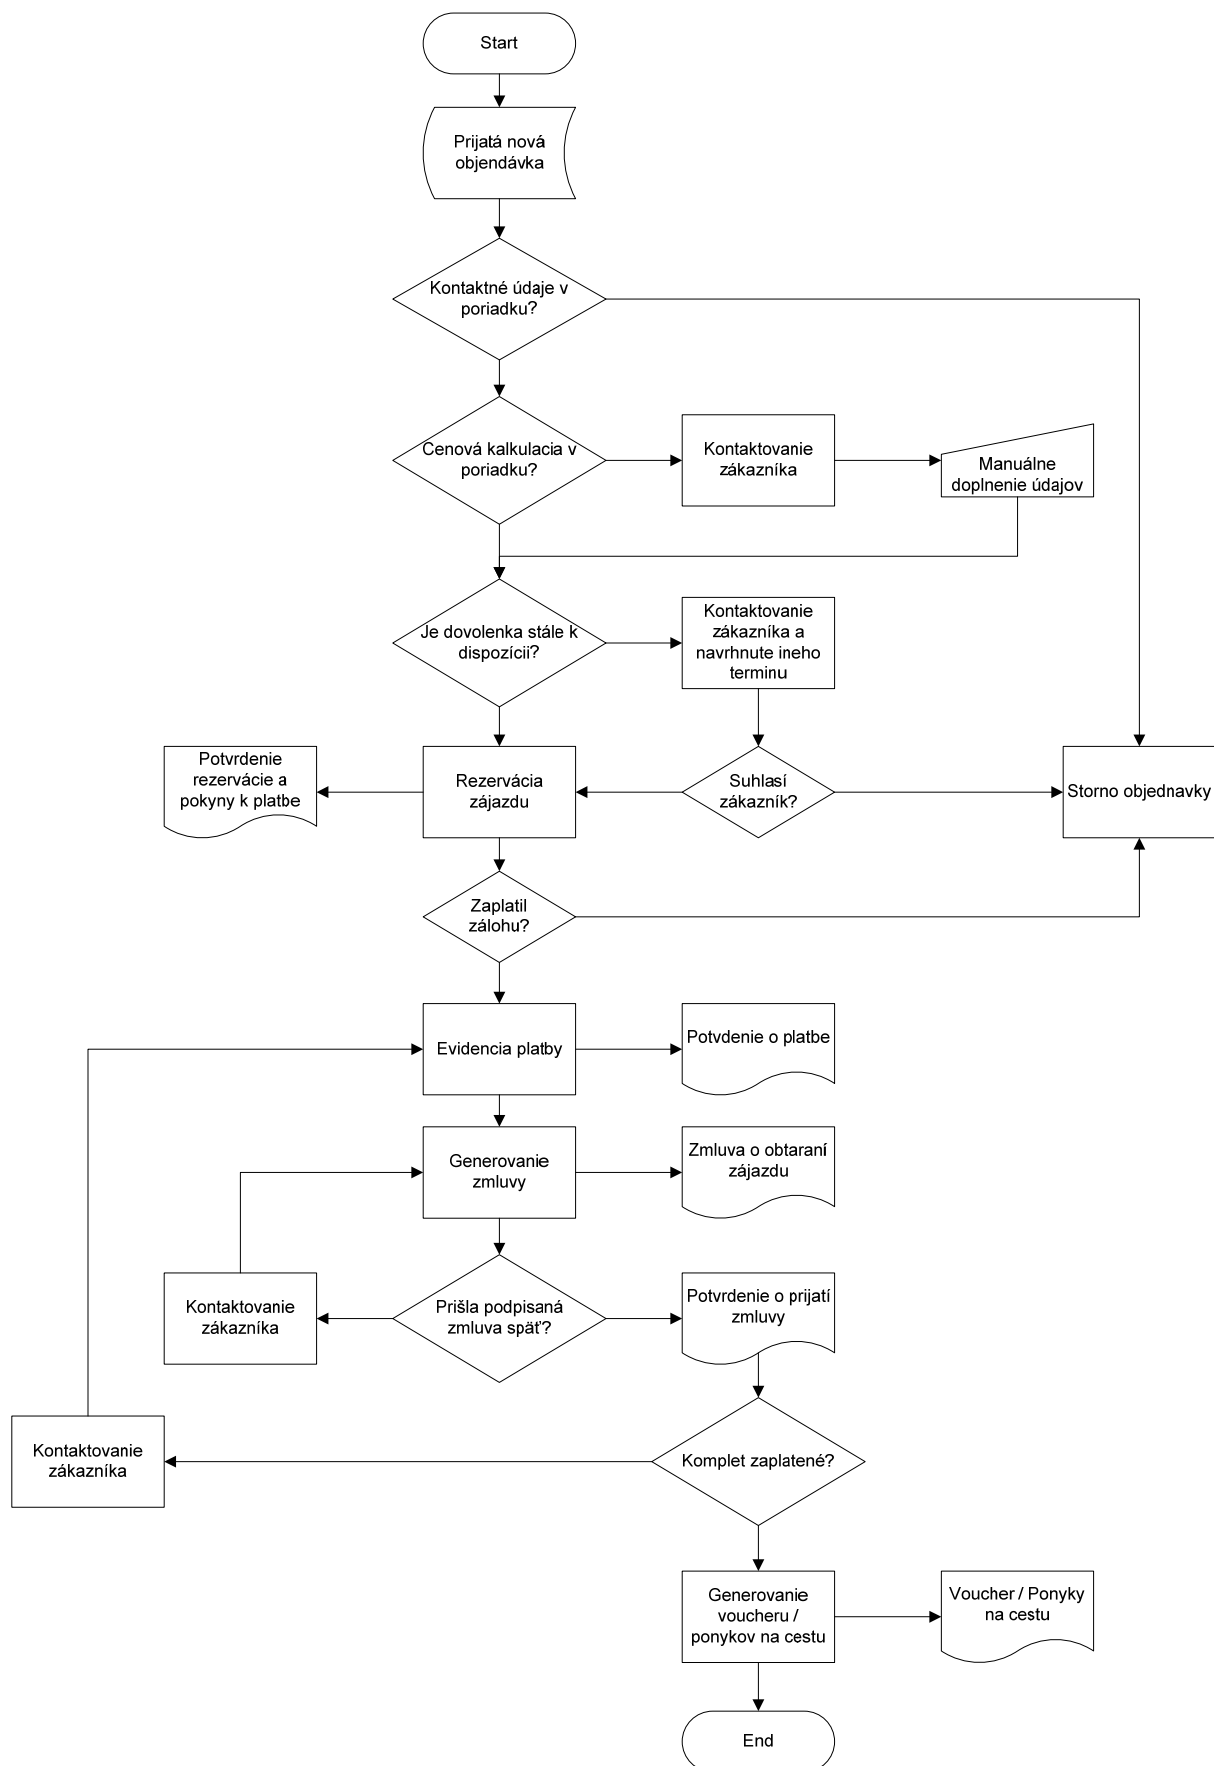 Start
Prijatá nová
objendávka
Kontaktné údaje v
poriadku?
Cenová kalkulacia v
poriadku?
Kontaktovanie
zákazníka
Manuálne
doplnenie údajov
Je dovolenka stále k
dispozícii?
Kontaktovanie
zákazníka a
navrhnute ineho
terminu
Potvrdenie
rezervácie a
pokyny k platbe
Rezervácia
zájazdu
Suhlasí
zákazník?
Storno objednavky
Zaplatil
zálohu?
Evidencia platby
Potvdenie o platbe
Generovanie
zmluvy
Zmluva o obtaraní
zájazdu
Kontaktovanie
zákazníka
Prišla podpisaná
zmluva späť?
Potvrdenie o prijatí
zmluvy
Kontaktovanie
zákazníka
Komplet zaplatené?
Generovanie
voucheru /
ponykov na cestu
Voucher / Ponyky
na cestu
End